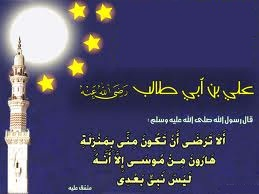 علي بن أبي طالب رضي الله عنه
قال رسول الله صلى الله عليه وسلم :
ألا ترضى أن تكون مني بمنزلة
هارون من موسى إلا أنه
ليس نبي بعدي
متفق عليه